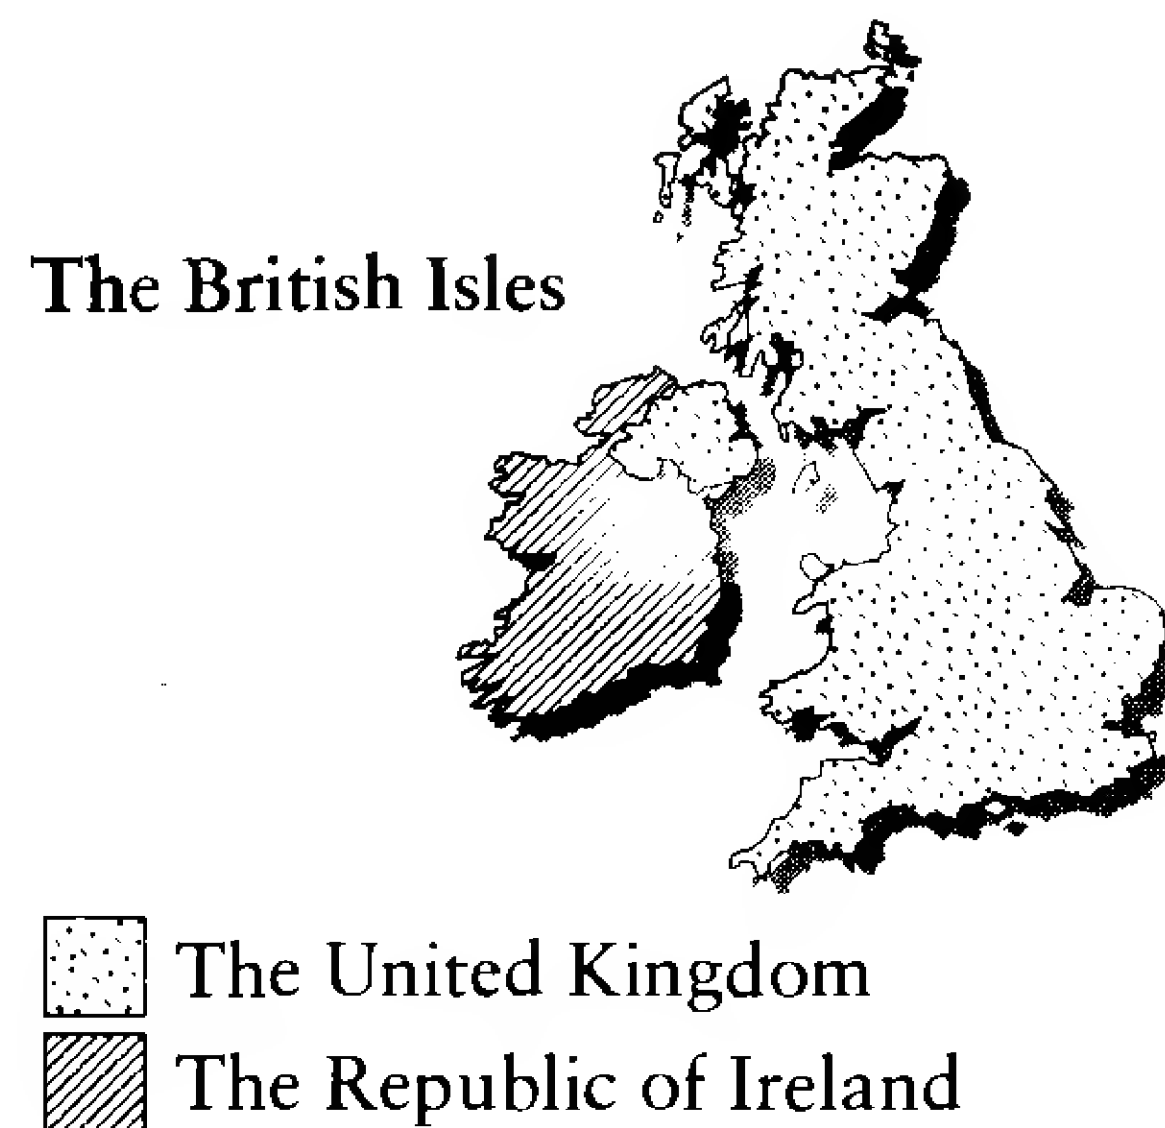 The British Isles
The United Kingdom
The Republic of Ireland